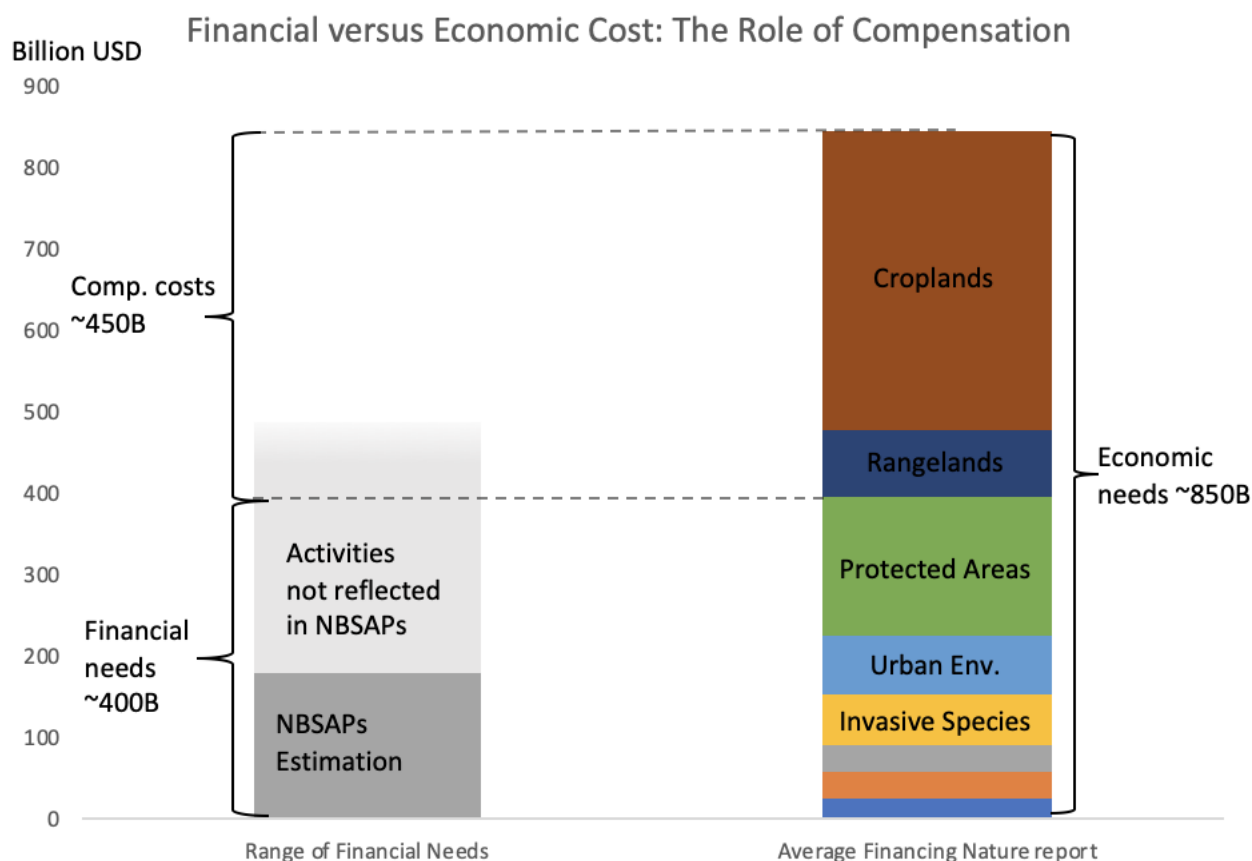 Financial versus Economic Cost: The Role of Compensation
Billion USD
900
800
700
600
500
400
300
200
100
0
Comp. costs
~450B
Financial
needs
~400B
Activities
not reflected
in NBSAPs
NBSAPs
Estimation
Croplands
Rangelands
Protected Areas
Urban Env.
Invasive Species
Economic
needs ~850B
Range of Financial Needs
Average Financing Nature report